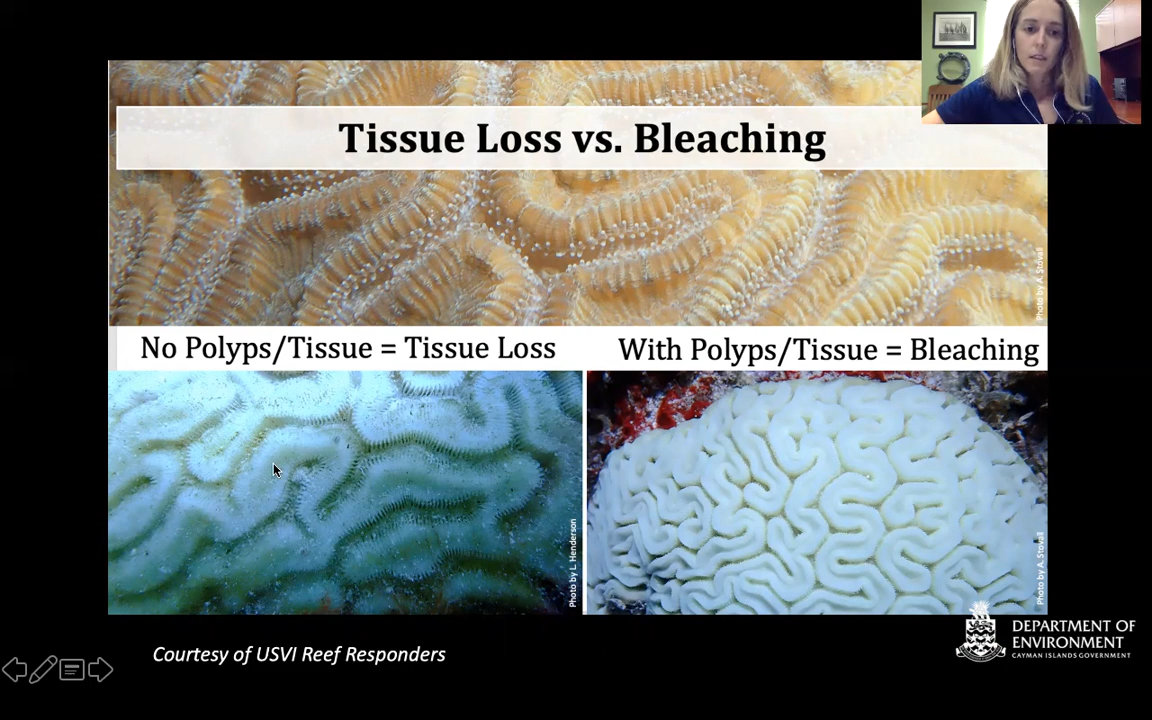 Tissue Loss vs. Bleaching
Photo by A. Stovall
No Polyps/Tissue = Tissue Loss
With Polyps/Tissue = Bleaching
Photo by L. Henderson
Photo by A. Stovall
Courtesy of USVI Reef Responders
DEPARTMENT OF
ENVIRONMENT
CAYMAN ISLANDS GOVERNMENT